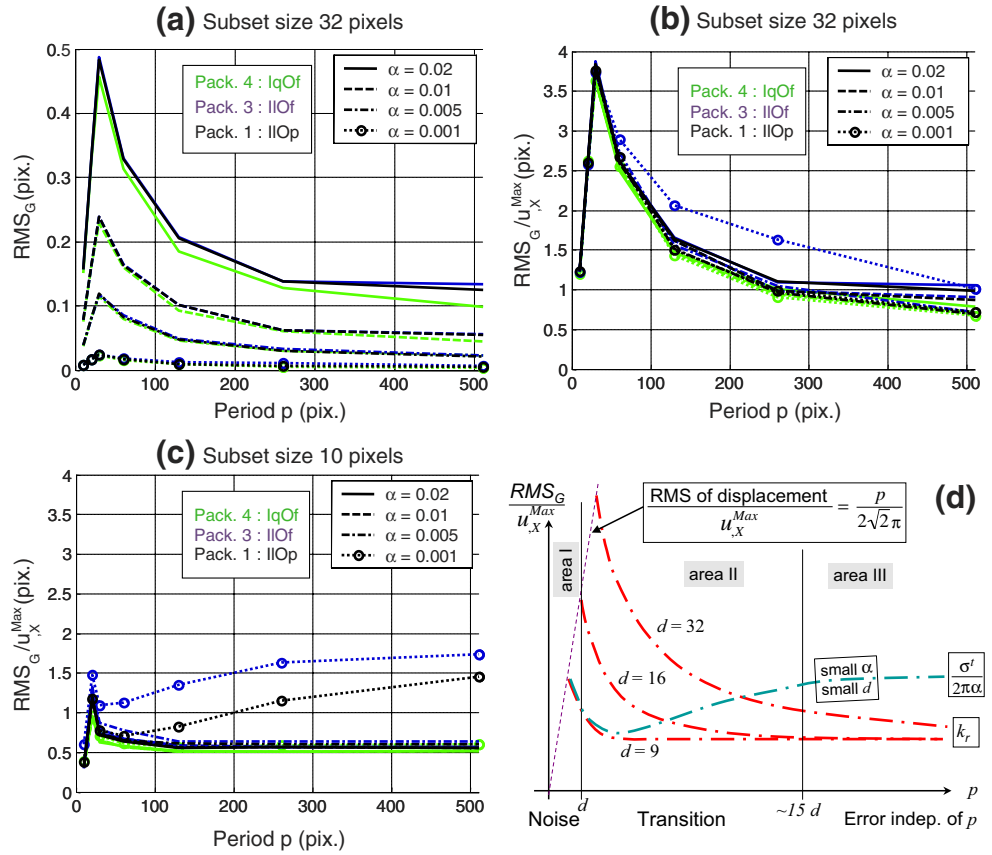 (a) Subset size 32 pixels
RMS_G (pix.)
0.5
0.4
0.3
0.2
0.1
0
Pack. 4 : IqOf
Pack. 3 : IlOf
Pack. 1 : IlOp
α = 0.02
α = 0.01
α = 0.005
α = 0.001
0 100 200 300 400 500
Period p (pix.)
(b) Subset size 32 pixels
RMS_G/u_{,X}^{Max} (pix.)
4
3.5
3
2.5
2
1.5
1
0.5
0
Pack. 4 : IqOf
Pack. 3 : IlOf
Pack. 1 : IlOp
α = 0.02
α = 0.01
α = 0.005
α = 0.001
0 100 200 300 400 500
Period p (pix.)
(c) Subset size 10 pixels
RMS_G/u_{,X}^{Max} (pix.)
4
3.5
3
2.5
2
1.5
1
0.5
0
Pack. 4 : IqOf
Pack. 3 : IlOf
Pack. 1 : IlOp
α = 0.02
α = 0.01
α = 0.005
α = 0.001
0 100 200 300 400 500
Period p (pix.)
(d)
RMS_G / u_{,X}^{Max}
RMS of displacement / u_{,X}^{Max} = p / 2√2π
area I
area II
area III
d = 32
d = 16
d = 9
small α
small d
σ^t / 2πα
k_r
d
~15 d
p
Noise
Transition
Error indep. of p